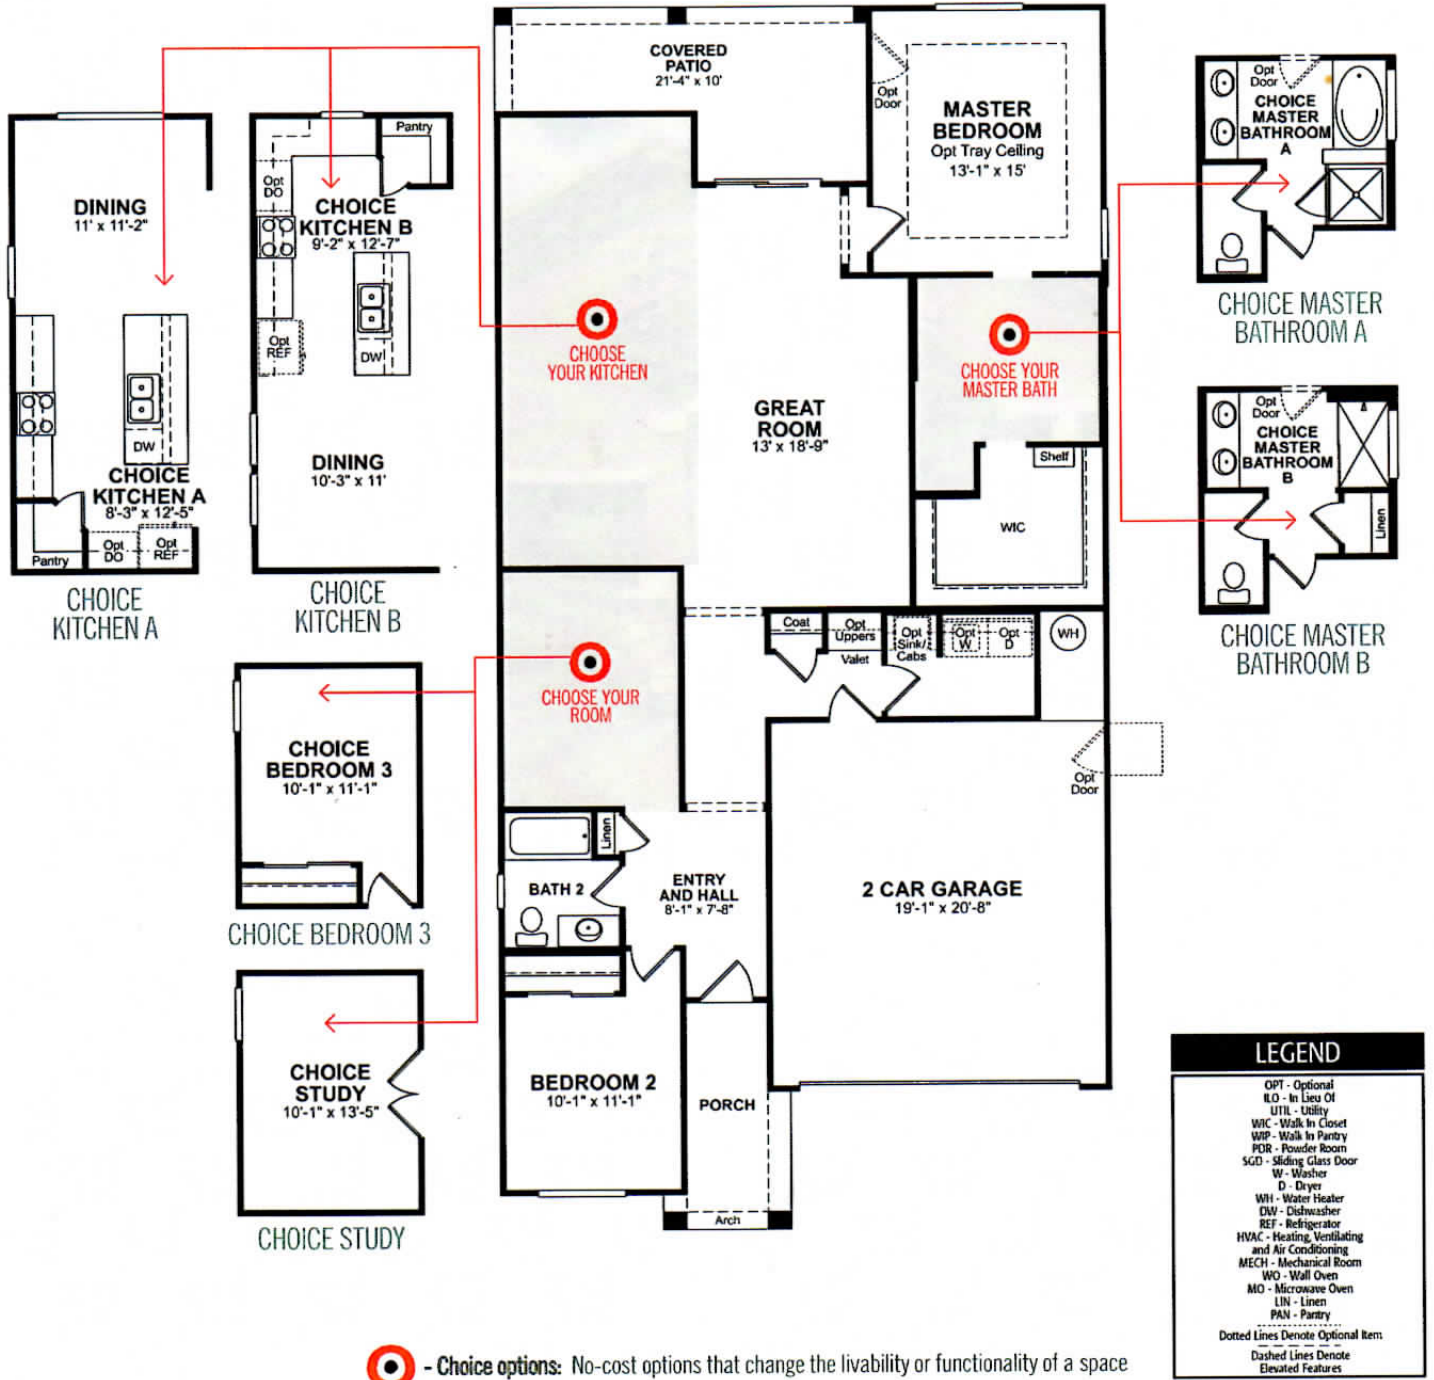 COVERED
PATIO
21'-4" x 10'
Opt
Door
MASTER
BEDROOM
Opt Tray Ceiling
13'-1" x 15'
Opt
Door
CHOICE
MASTER
BATHROOM
A
CHOICE MASTER
BATHROOM A
DINING
11' x 11'-2"
DW
CHOICE
KITCHEN A
8'-3" x 12'-5"
Pantry
Opt
DO
Opt
REF
CHOICE
KITCHEN A
Pantry
Opt
DO
CHOICE
KITCHEN B
9'-2" x 12'-7"
Opt
REF
DW
DINING
10'-3" x 11'
CHOICE
KITCHEN B
CHOOSE
YOUR KITCHEN
GREAT
ROOM
13' x 18'-9"
CHOOSE YOUR
MASTER BATH
Shelf
WIC
Opt
Door
CHOICE
MASTER
BATHROOM
B
Linen
CHOICE MASTER
BATHROOM B
CHOOSE YOUR
ROOM
Coat
Opt
Uppers
Valet
Opt
Sink/
Cabs
Opt
W
Opt
D
WH
CHOICE
BEDROOM 3
10'-1" x 11'-1"
CHOICE BEDROOM 3
Opt
Door
Linen
BATH 2
ENTRY
AND HALL
8'-1" x 7'-8"
2 CAR GARAGE
19'-1" x 20'-8"
CHOICE
STUDY
10'-1" x 13'-5"
CHOICE STUDY
BEDROOM 2
10'-1" x 11'-1"
PORCH
Arch
LEGEND
OPT - Optional
ILO - In Lieu Of
UTIL - Utility
WIC - Walk In Closet
WIP - Walk In Pantry
PDR - Powder Room
SGD - Sliding Glass Door
W - Washer
D - Dryer
WH - Water Heater
DW - Dishwasher
REF - Refrigerator
HVAC - Heating, Ventilating
and Air Conditioning
MECH - Mechanical Room
WO - Wall Oven
MO - Microwave Oven
LIN - Linen
PAN - Pantry
Dotted Lines Denote Optional Item
Dashed Lines Denote
Elevated Features
- Choice options: No-cost options that change the livability or functionality of a space